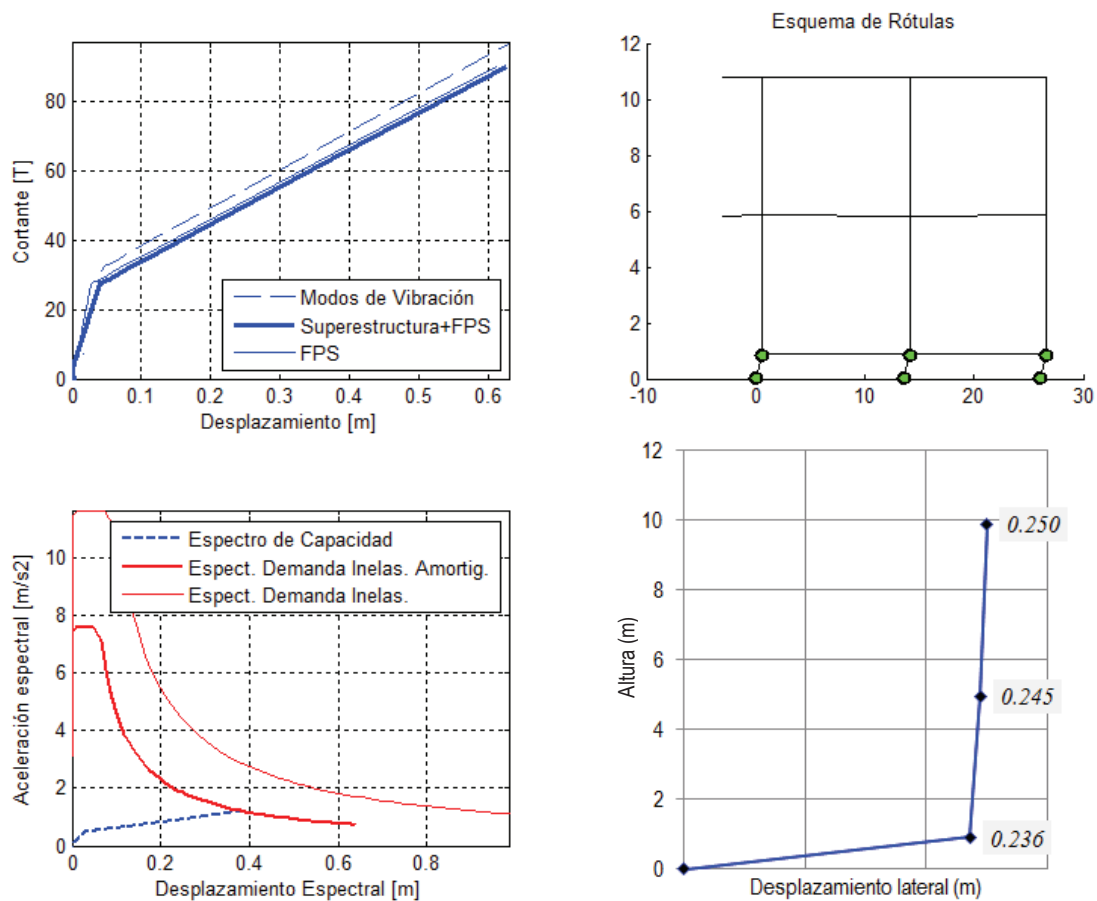 Cortante [T]
80
60
40
20
0
Modos de Vibración
Superestructura+FPS
FPS
0 0.1 0.2 0.3 0.4 0.5 0.6
Desplazamiento [m]
Esquema de Rótulas
12
10
8
6
4
2
0
-10 0 10 20 30
Aceleración espectral [m/s2]
10
8
6
4
2
0
Espectro de Capacidad
Espect. Demanda Inelas. Amortig.
Espect. Demanda Inelas.
0 0.2 0.4 0.6 0.8
Desplazamiento Espectral [m]
Altura (m)
12
10
8
6
4
2
0
0.250
0.245
0.236
Desplazamiento lateral (m)